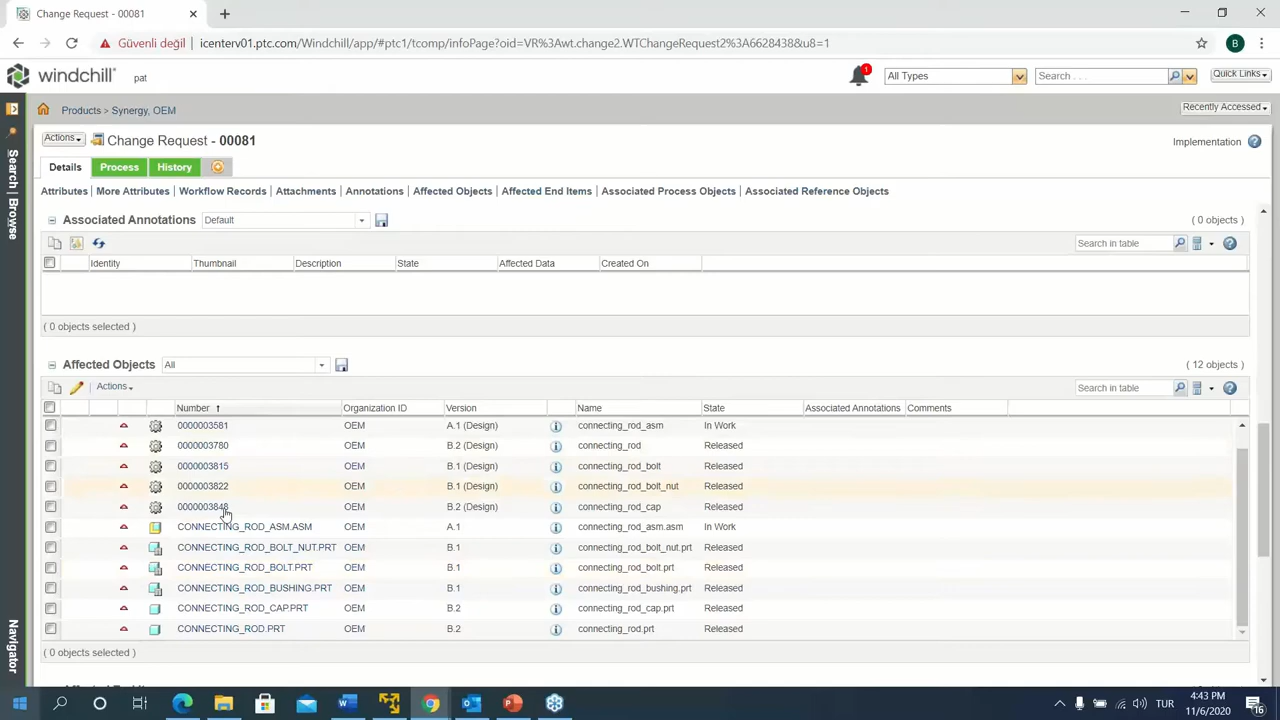 Change Request - 00081
Güvenli değil
icenterv01.ptc.com/Windchill/app/#ptc1/tcomp/infoPage?oid=VR%3Awt.change2.WTChangeRequest2%3A6628438&u8=1
B
windchill
pat
1
All Types
Search . . .
Quick Links
Products > Synergy, OEM
Recently Accessed
Actions
Change Request - 00081
Implementation
Details
Process
History
Attributes | More Attributes | Workflow Records | Attachments | Annotations | Affected Objects | Affected End Items | Associated Process Objects | Associated Reference Objects
Search | Browse
Associated Annotations
Default
( 0 objects )
Search in table
Identity Thumbnail Description State Affected Data Created On
( 0 objects selected )
Affected Objects
All
( 12 objects )
Actions
Search in table
Number Organization ID Version Name State Associated Annotations Comments
0000003581 OEM A.1 (Design) connecting_rod_asm In Work
0000003780 OEM B.2 (Design) connecting_rod Released
0000003815 OEM B.1 (Design) connecting_rod_bolt Released
0000003822 OEM B.1 (Design) connecting_rod_bolt_nut Released
0000003848 OEM B.2 (Design) connecting_rod_cap Released
CONNECTING_ROD_ASM.ASM OEM A.1 connecting_rod_asm.asm In Work
CONNECTING_ROD_BOLT_NUT.PRT OEM B.1 connecting_rod_bolt_nut.prt Released
CONNECTING_ROD_BOLT.PRT OEM B.1 connecting_rod_bolt.prt Released
CONNECTING_ROD_BUSHING.PRT OEM B.1 connecting_rod_bushing.prt Released
CONNECTING_ROD_CAP.PRT OEM B.2 connecting_rod_cap.prt Released
CONNECTING_ROD.PRT OEM B.2 connecting_rod.prt Released
( 0 objects selected )
Navigator
TUR
4:43 PM
11/6/2020
16